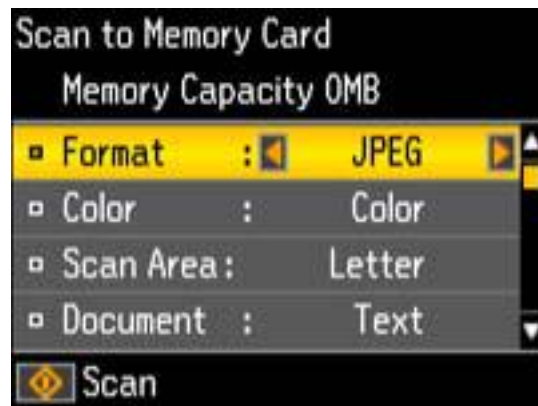 Scan to Memory Card
Memory Capacity 0MB
Format : JPEG
Color : Color
Scan Area : Letter
Document : Text
Scan